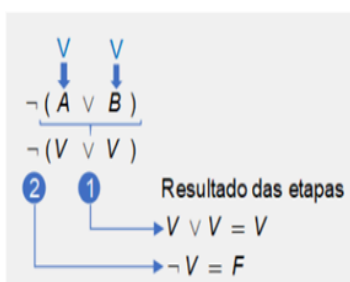 V V
¬ ( A ∨ B )
¬ ( V ∨ V )
2 1 Resultado das etapas
V ∨ V = V
¬ V = F